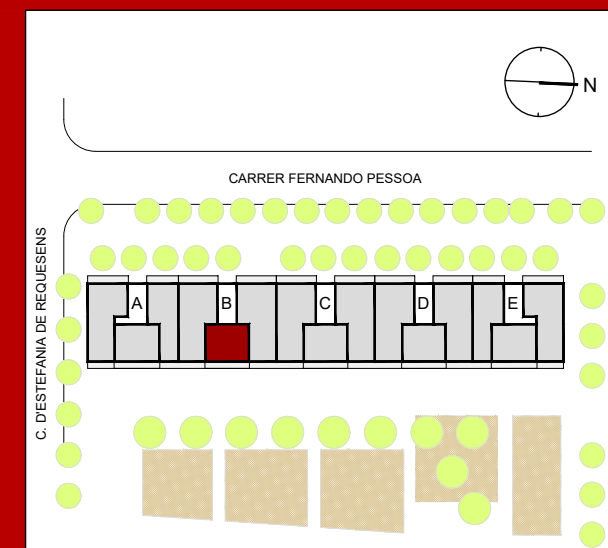 N
CARRER FERNANDO PESSOA
C. D'ESTEFANIA DE REQUESENS
A B C D E